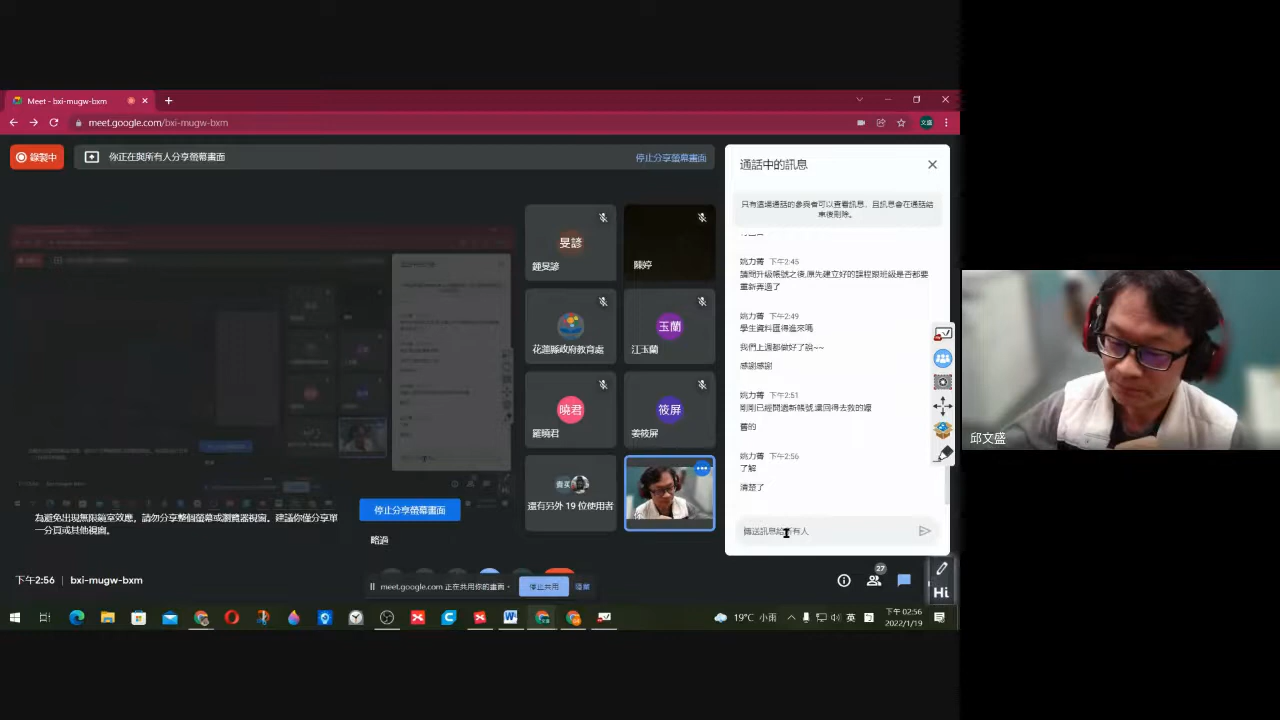 Meet - bxi-mugw-bxm
meet.google.com/bxi-mugw-bxm
文盛
錄製中
你正在與所有人分享螢幕畫面
停止分享螢幕畫面
通話中的訊息
只有這場通話的參與者可以查看訊息，且訊息會在通話結
束後刪除。
姚力菁 下午2:45
請問升級帳號之後,原先建立好的課程跟班級是否都要
重新弄過了
姚力菁 下午2:49
學生資料匯得進來嗎
我們上週都做好了說~~
感謝感謝
姚力菁 下午2:51
剛剛已經開過新帳號,還回得去救的嚒
舊的
姚力菁 下午2:56
了解
清楚了
傳送訊息給所有人
旻諺
鍾旻諺
陳婷
花蓮縣政府教育處
玉蘭
江玉蘭
曉君
羅曉君
筱屏
姜筱屏
還有另外 19 位使用者
為避免出現無限鏡室效應，請勿分享整個螢幕或瀏覽器視窗。建議你僅分享單
一分頁或其他視窗。
停止分享螢幕畫面
略過
下午2:56 | bxi-mugw-bxm
meet.google.com 正在共用你的畫面。
停止共用
隱藏
27
Hi
19°C 小雨
英
下午 02:56
2022/1/19
邱文盛